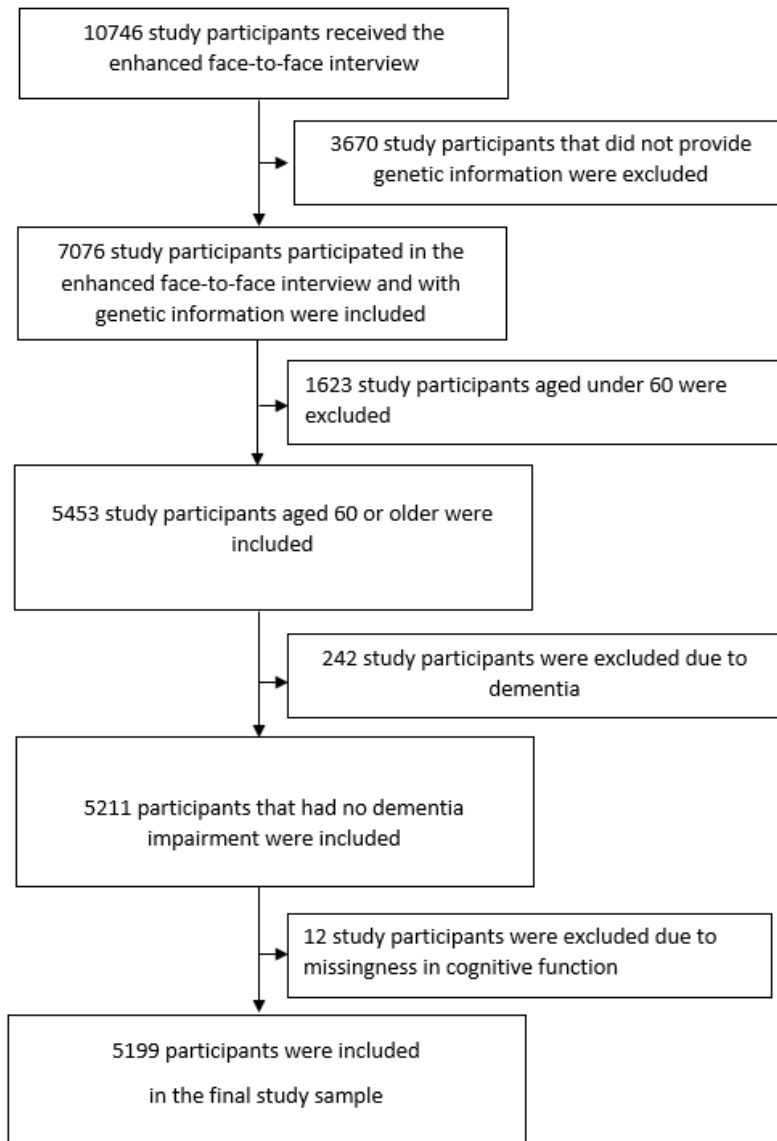 10746 study participants received the
enhanced face-to-face interview
3670 study participants that did not provide
genetic information were excluded
7076 study participants participated in the
enhanced face-to-face interview and with
genetic information were included
1623 study participants aged under 60 were
excluded
5453 study participants aged 60 or older were
included
242 study participants were excluded due to
dementia
5211 participants that had no dementia
impairment were included
12 study participants were excluded due to
missingness in cognitive function
5199 participants were included
in the final study sample